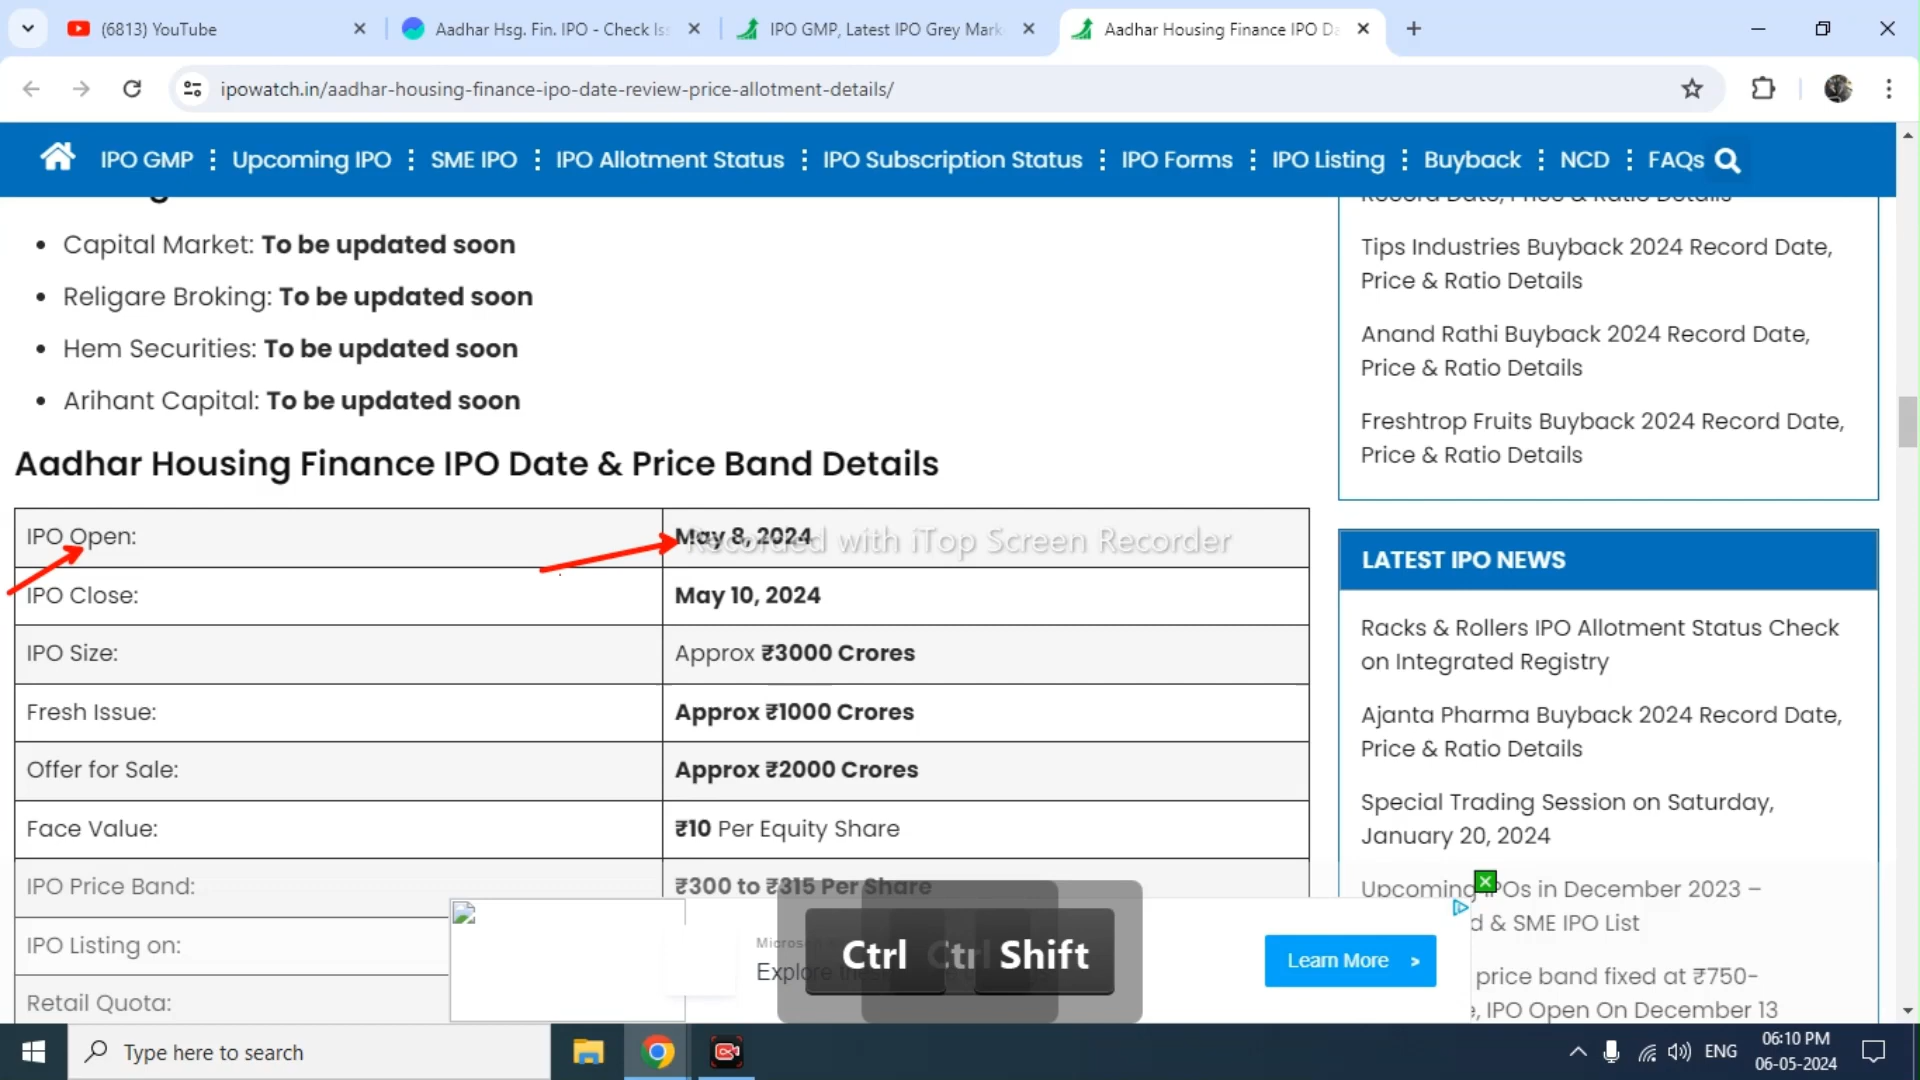 (6813) YouTube
Aadhar Hsg. Fin. IPO - Check Iss
IPO GMP, Latest IPO Grey Mark
Aadhar Housing Finance IPO Da
ipowatch.in/aadhar-housing-finance-ipo-date-review-price-allotment-details/
IPO GMP Upcoming IPO SME IPO IPO Allotment Status IPO Subscription Status IPO Forms IPO Listing Buyback NCD FAQs
• Capital Market: To be updated soon
• Religare Broking: To be updated soon
• Hem Securities: To be updated soon
• Arihant Capital: To be updated soon
Aadhar Housing Finance IPO Date & Price Band Details
IPO Open: May 8, 2024
Recorded with iTop Screen Recorder
IPO Close: May 10, 2024
IPO Size: Approx ₹3000 Crores
Fresh Issue: Approx ₹1000 Crores
Offer for Sale: Approx ₹2000 Crores
Face Value: ₹10 Per Equity Share
IPO Price Band: ₹300 to ₹315 Per Share
IPO Listing on:
Retail Quota:
Record Date, Price & Ratio Details
Tips Industries Buyback 2024 Record Date,
Price & Ratio Details
Anand Rathi Buyback 2024 Record Date,
Price & Ratio Details
Freshtrop Fruits Buyback 2024 Record Date,
Price & Ratio Details
LATEST IPO NEWS
Racks & Rollers IPO Allotment Status Check
on Integrated Registry
Ajanta Pharma Buyback 2024 Record Date,
Price & Ratio Details
Special Trading Session on Saturday,
January 20, 2024
Upcoming IPOs in December 2023 –
d & SME IPO List
price band fixed at ₹750-
, IPO Open On December 13
Explore
Learn More >
Ctrl Ctrl Shift
Type here to search
ENG
06:10 PM
06-05-2024